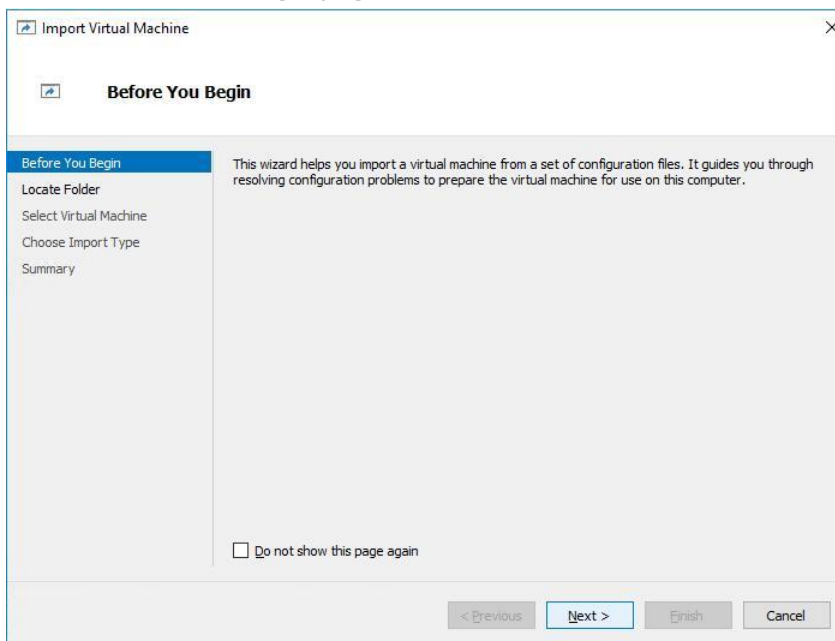 Import Virtual Machine
Before You Begin
Before You Begin
Locate Folder
Select Virtual Machine
Choose Import Type
Summary
This wizard helps you import a virtual machine from a set of configuration files. It guides you through
resolving configuration problems to prepare the virtual machine for use on this computer.
Do not show this page again
< Previous
Next >
Finish
Cancel